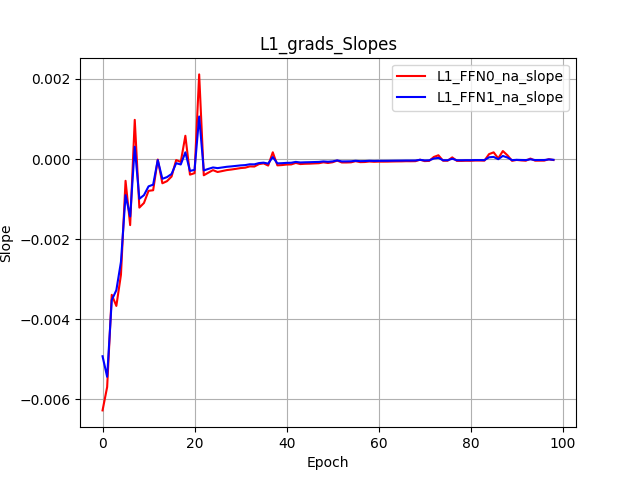 L1_grads_Slopes
L1_FFN0_na_slope
L1_FFN1_na_slope
0.002
0.000
−0.002
−0.004
−0.006
Slope
0
20
40
60
80
100
Epoch